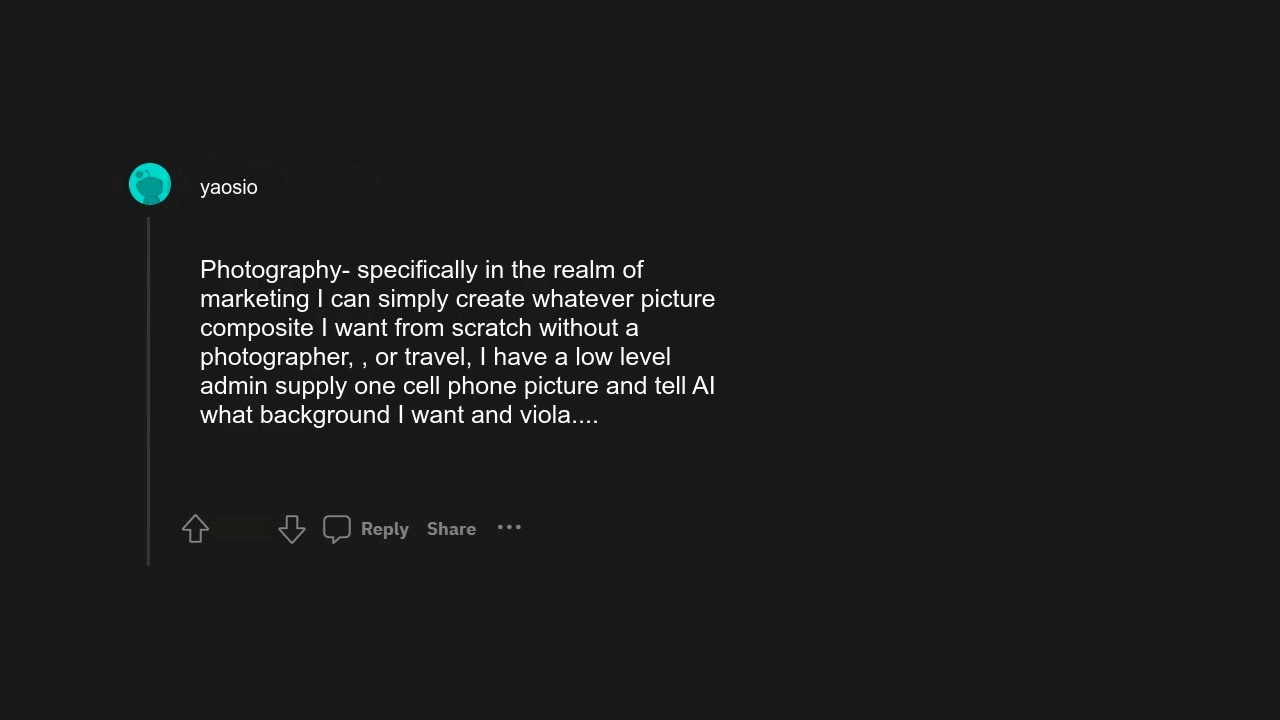 yaosio
Photography- specifically in the realm of
marketing I can simply create whatever picture
composite I want from scratch without a
photographer, , or travel, I have a low level
admin supply one cell phone picture and tell AI
what background I want and viola....
Reply Share